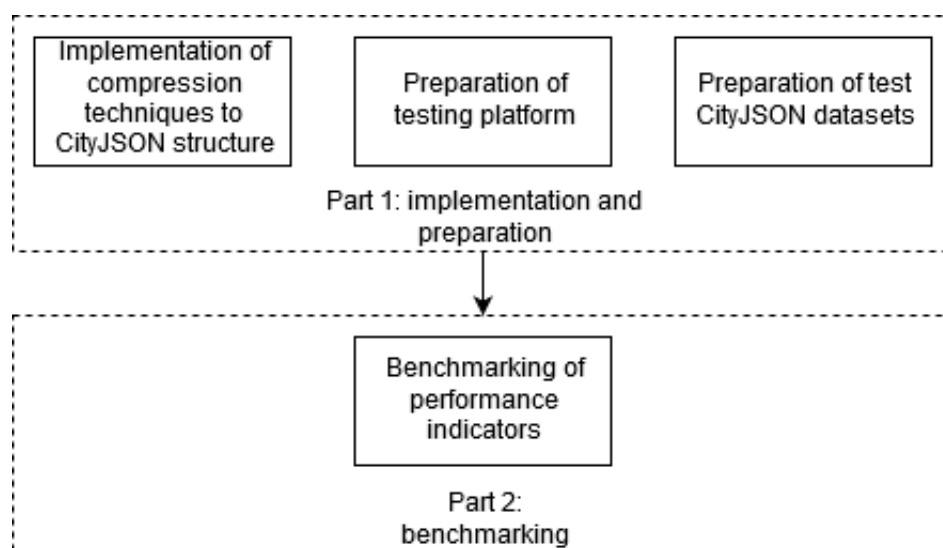 Implementation of
compression
techniques to
CityJSON structure
Preparation of
testing platform
Preparation of test
CityJSON datasets
Part 1: implementation and
preparation
Benchmarking of
performance
indicators
Part 2:
benchmarking